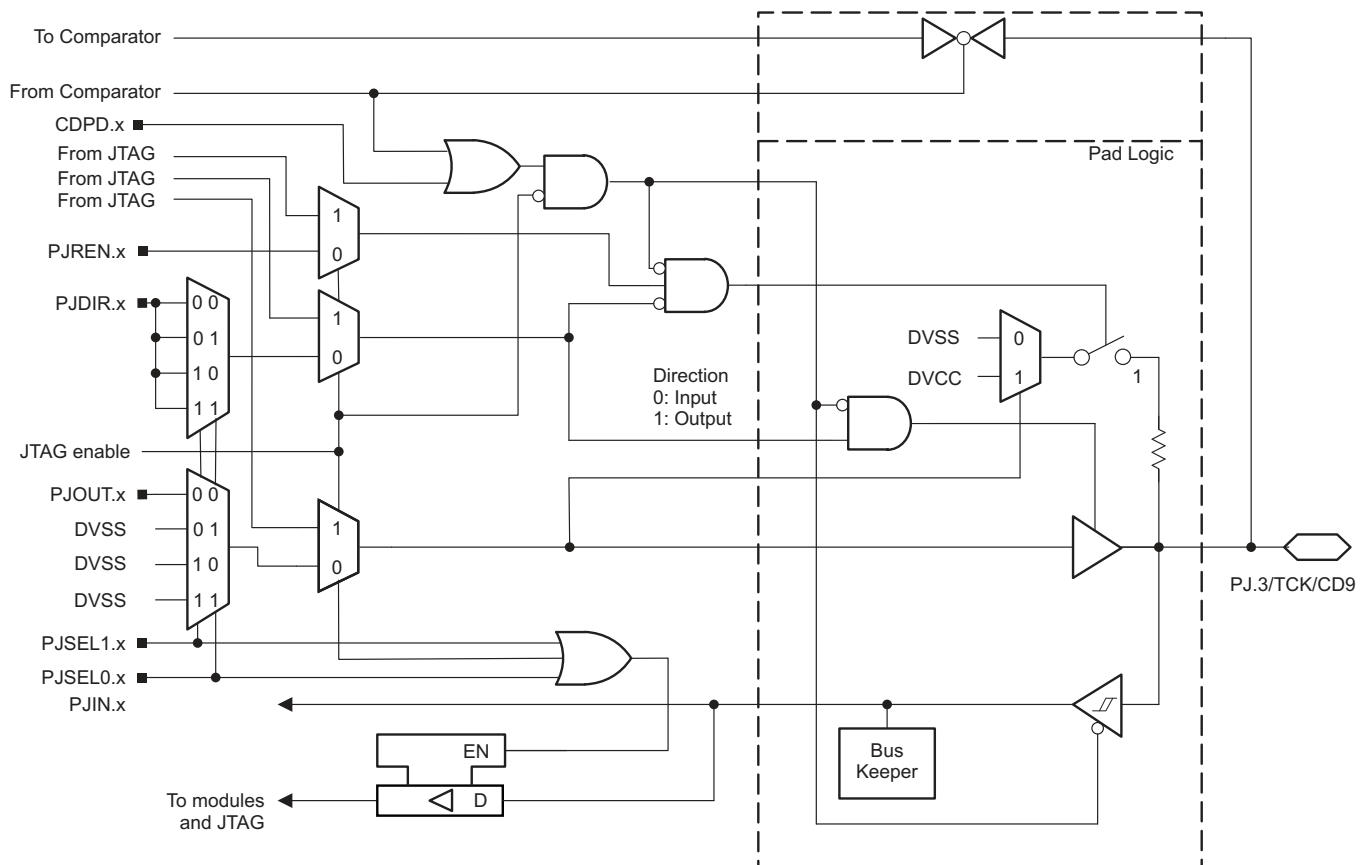 To Comparator
From Comparator
CDPD.x
From JTAG
From JTAG
From JTAG
Pad Logic
1
0
PJREN.x
PJDIR.x
0 0
0 1
1 0
1 1
1
0
Direction
0: Input
1: Output
DVSS
0
DVCC
1
1
JTAG enable
PJOUT.x
0 0
DVSS
0 1
DVSS
1 0
DVSS
1 1
1
0
PJ.3/TCK/CD9
PJSEL1.x
PJSEL0.x
PJIN.x
EN
D
Bus
Keeper
To modules
and JTAG